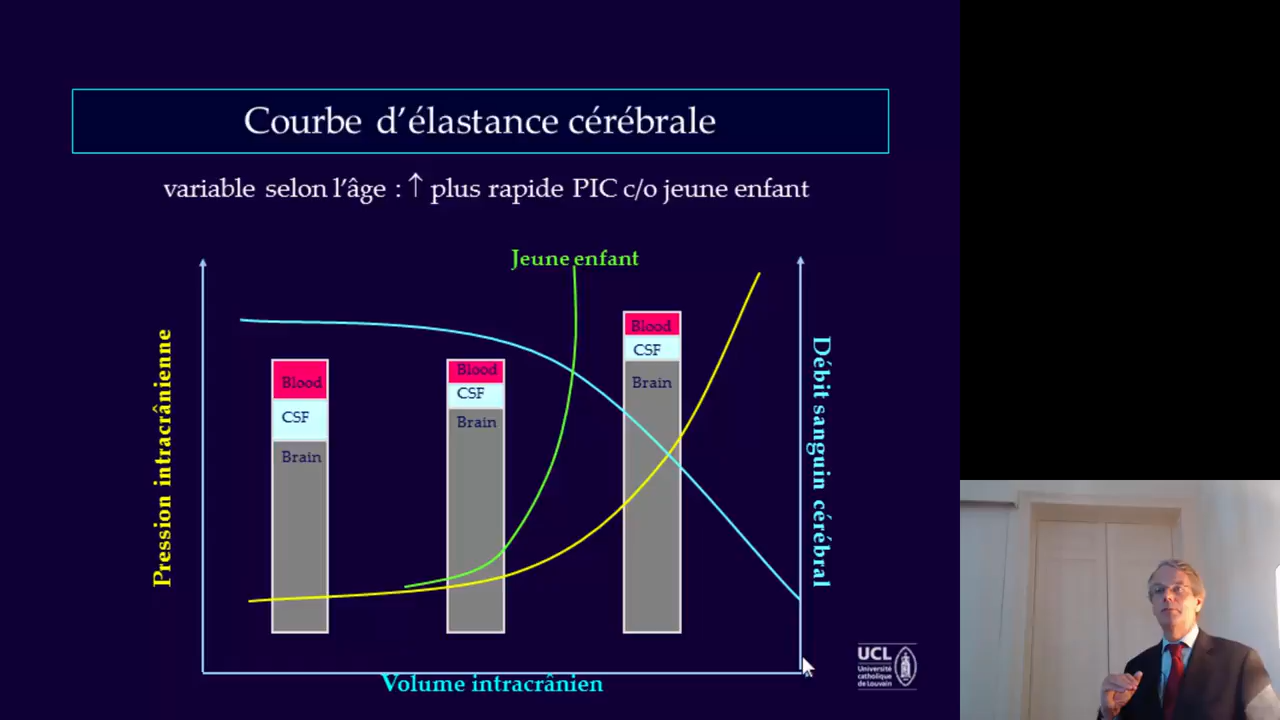 Courbe d'élastance cérébrale
variable selon l'âge : ↑ plus rapide PIC c/o jeune enfant
Jeune enfant
Pression intracrânienne
Blood
CSF
Brain
Blood
CSF
Brain
Blood
CSF
Brain
Débit sanguin cérébral
Volume intracrânien
UCL
Université
catholique
de Louvain